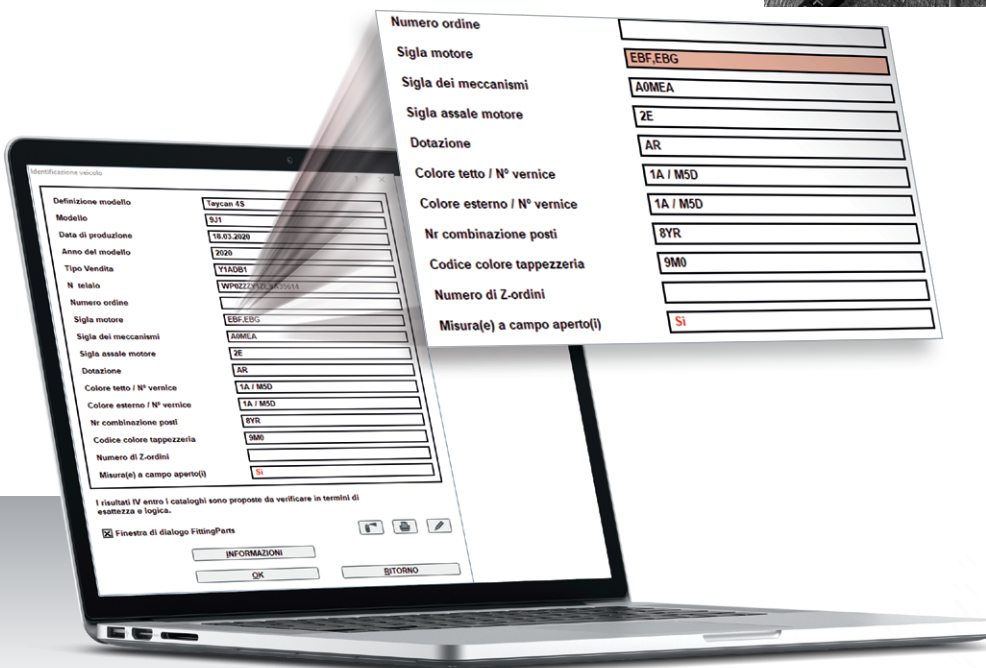 Numero ordine
Sigla motore EBF,EBG
Sigla dei meccanismi A0MEA
Sigla assale motore 2E
Dotazione AR
Colore tetto / Nº vernice 1A / M5D
Colore esterno / Nº vernice 1A / M5D
Nr combinazione posti 8YR
Codice colore tappezzeria 9M0
Numero di Z-ordini
Misura(e) a campo aperto(i) Sì
Identificazione veicolo
Definizione modello Taycan 4S
Modello 9J1
Data di produzione 18.03.2020
Anno del modello 2020
Tipo Vendita Y1ADB1
N telaio
Numero ordine
Sigla motore EBF,EBG
Sigla dei meccanismi A0MEA
Sigla assale motore 2E
Dotazione AR
Colore tetto / Nº vernice 1A / M5D
Colore esterno / Nº vernice 1A / M5D
Nr combinazione posti 8YR
Codice colore tappezzeria 9M0
Numero di Z-ordini
Misura(e) a campo aperto(i) Sì
I risultati IV entro i cataloghi sono proposte da verificare in termini di
esattezza e logica.
Finestra di dialogo FittingParts
INFORMAZIONI
OK RITORNO